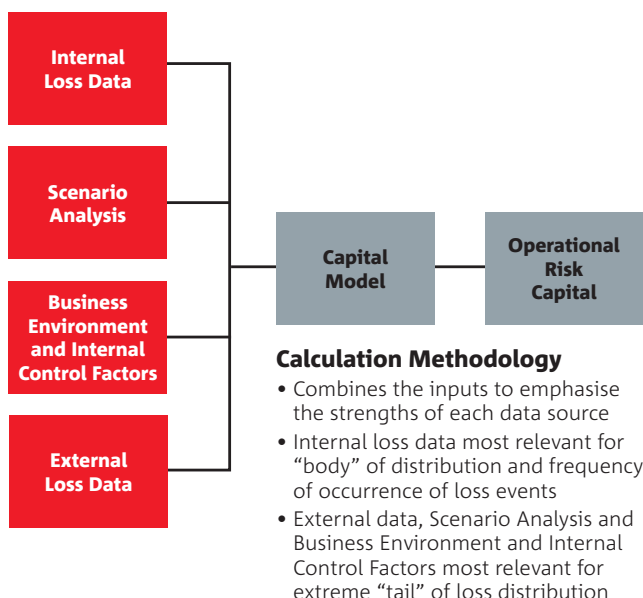 Internal
Loss Data
Scenario
Analysis
Business
Environment
and Internal
Control Factors
External
Loss Data
Capital
Model
Operational
Risk
Capital
Calculation Methodology
• Combines the inputs to emphasise
the strengths of each data source
• Internal loss data most relevant for
“body” of distribution and frequency
of occurrence of loss events
• External data, Scenario Analysis and
Business Environment and Internal
Control Factors most relevant for
extreme “tail” of loss distribution